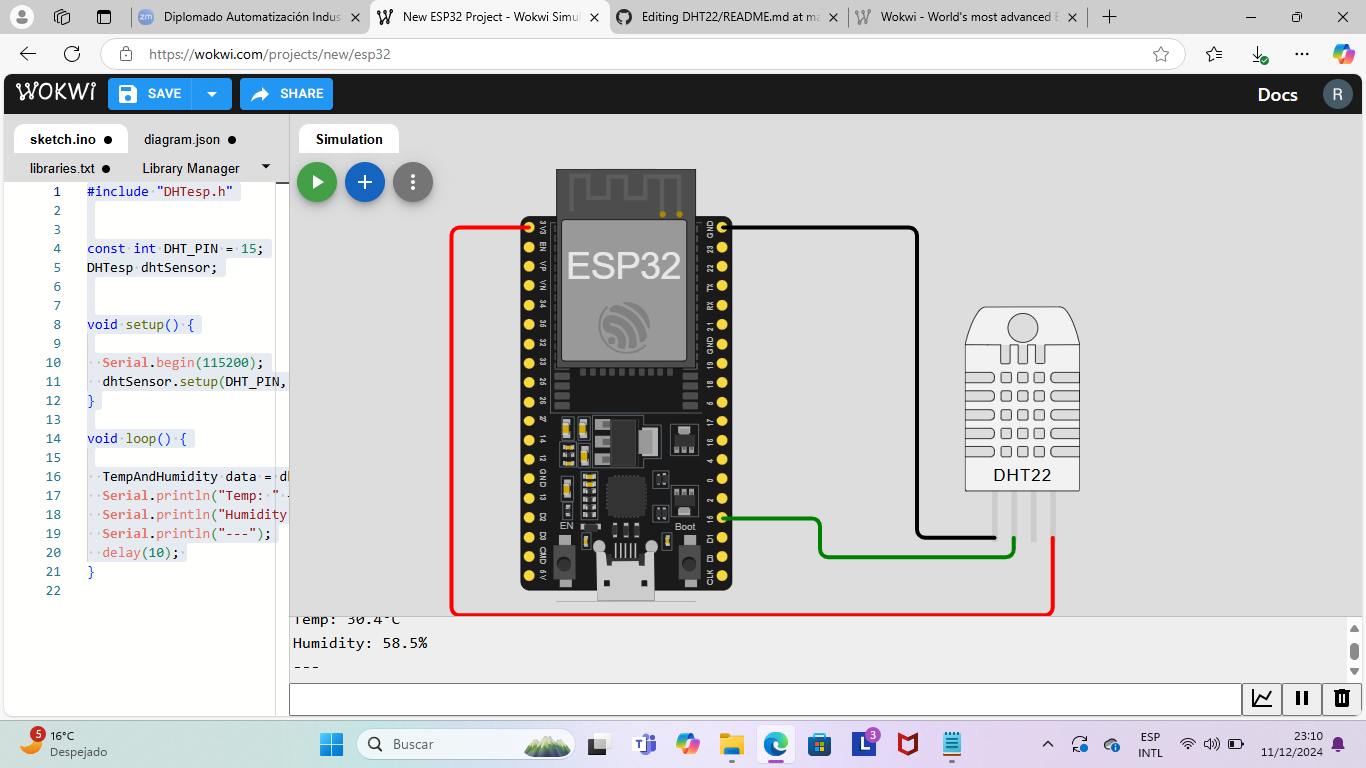 zm Diplomado Automatización Indus
New ESP32 Project - Wokwi Simul
Editing DHT22/README.md at ma
Wokwi - World's most advanced E
https://wokwi.com/projects/new/esp32
WOKWI
SAVE
SHARE
Docs
R
sketch.ino ●
diagram.json ●
libraries.txt ●
Library Manager
Simulation
1 #include "DHTesp.h"
2
3
4 const int DHT_PIN = 15;
5 DHTesp dhtSensor;
6
7
8 void setup() {
9
10 Serial.begin(115200);
11 dhtSensor.setup(DHT_PIN,
12 }
13
14 void loop() {
15
16 TempAndHumidity data = dh
17 Serial.println("Temp: "
18 Serial.println("Humidity
19 Serial.println("---");
20 delay(10);
21 }
22
ESP32
3V3
EN
VP
VN
34
35
32
33
25
26
27
14
12
GND
13
D2
D3
CMD
5V
GND
23
22
TX
RX
21
GND
19
18
5
17
16
4
0
2
15
D1
D0
CLK
EN
Boot
DHT22
Temp: 30.4°C
Humidity: 58.5%
---
5
16°C
Despejado
Buscar
3
ESP
INTL
23:10
11/12/2024